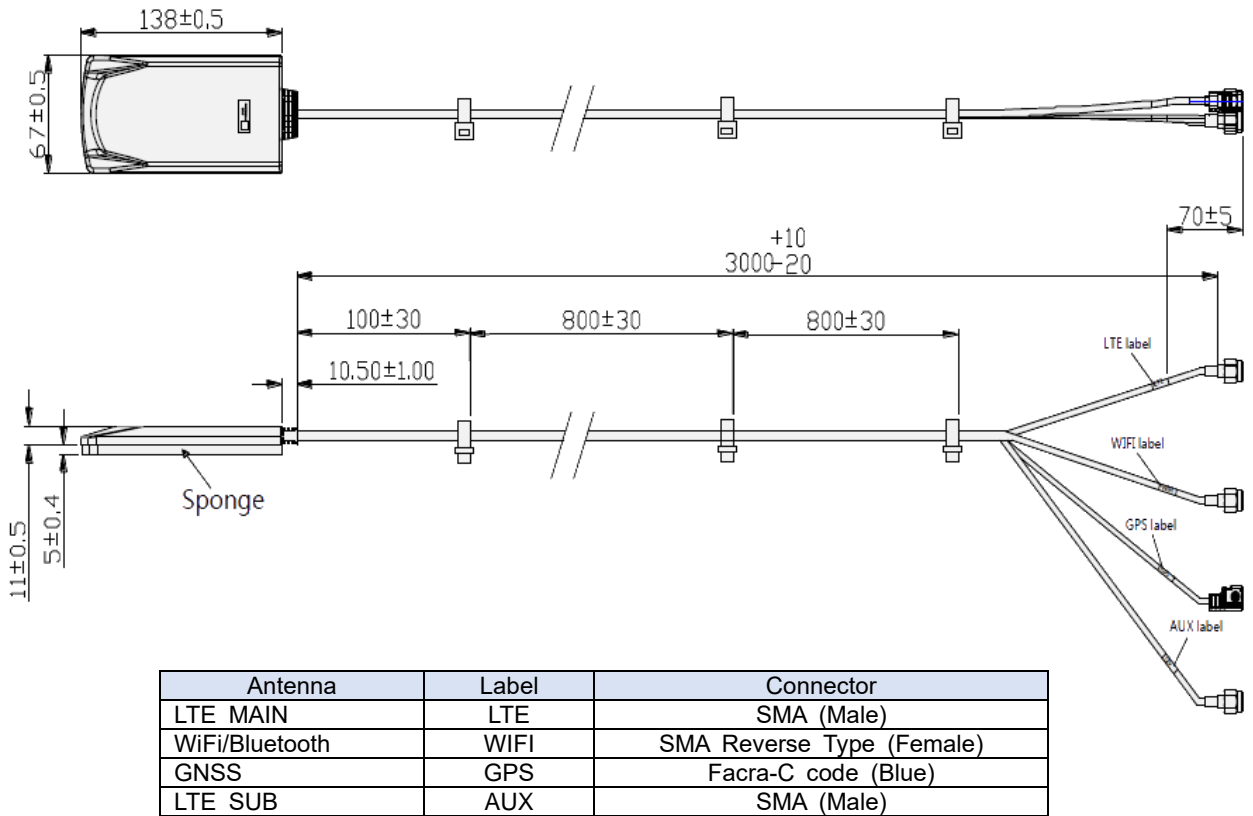 138±0.5
67±0.5
70±5
+10
3000-20
100±30
800±30
800±30
10.50±1.00
LTE label
WIFI label
GPS label
AUX label
Sponge
11±0.5
5±0.4
Antenna Label Connector
LTE MAIN LTE SMA (Male)
WiFi/Bluetooth WIFI SMA Reverse Type (Female)
GNSS GPS Facra-C code (Blue)
LTE SUB AUX SMA (Male)